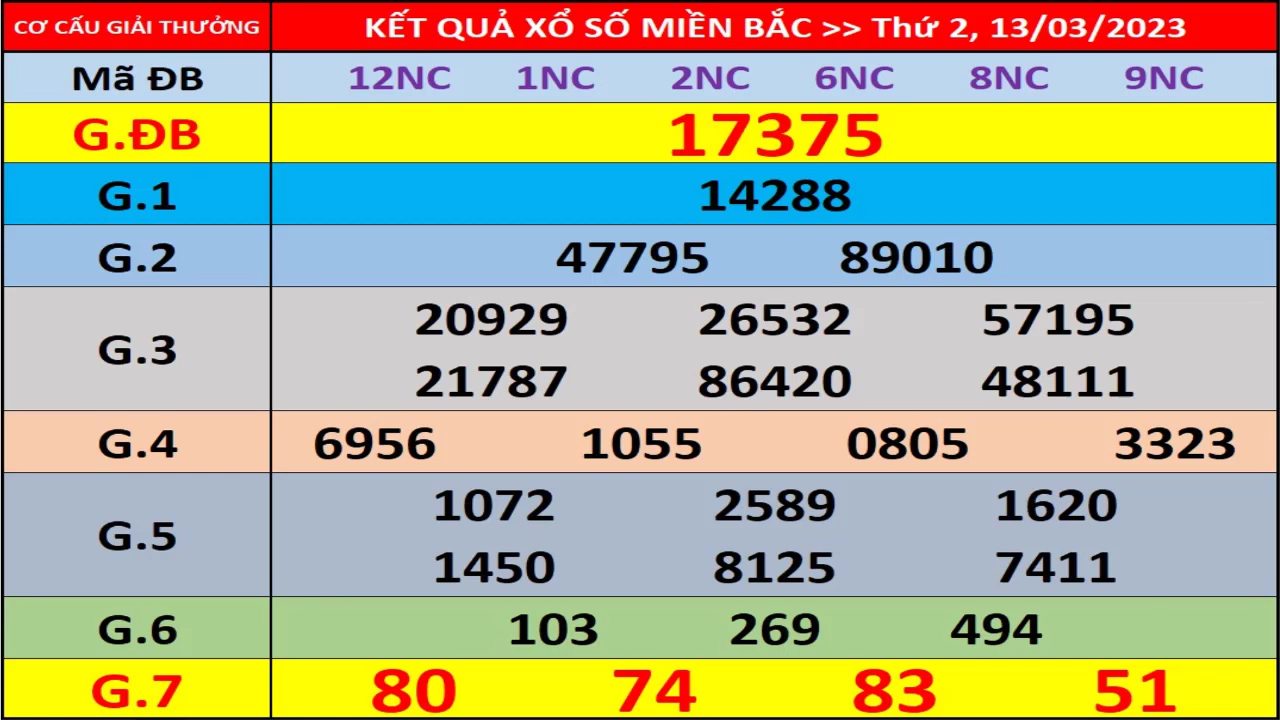 CƠ CẤU GIẢI THƯỞNG KẾT QUẢ XỔ SỐ MIỀN BẮC >> Thứ 2, 13/03/2023
Mã ĐB 12NC 1NC 2NC 6NC 8NC 9NC
G.ĐB 17375
G.1 14288
G.2 47795 89010
G.3
20929 26532 57195
21787 86420 48111
G.4 6956 1055 0805 3323
G.5
1072 2589 1620
1450 8125 7411
G.6 103 269 494
G.7 80 74 83 51